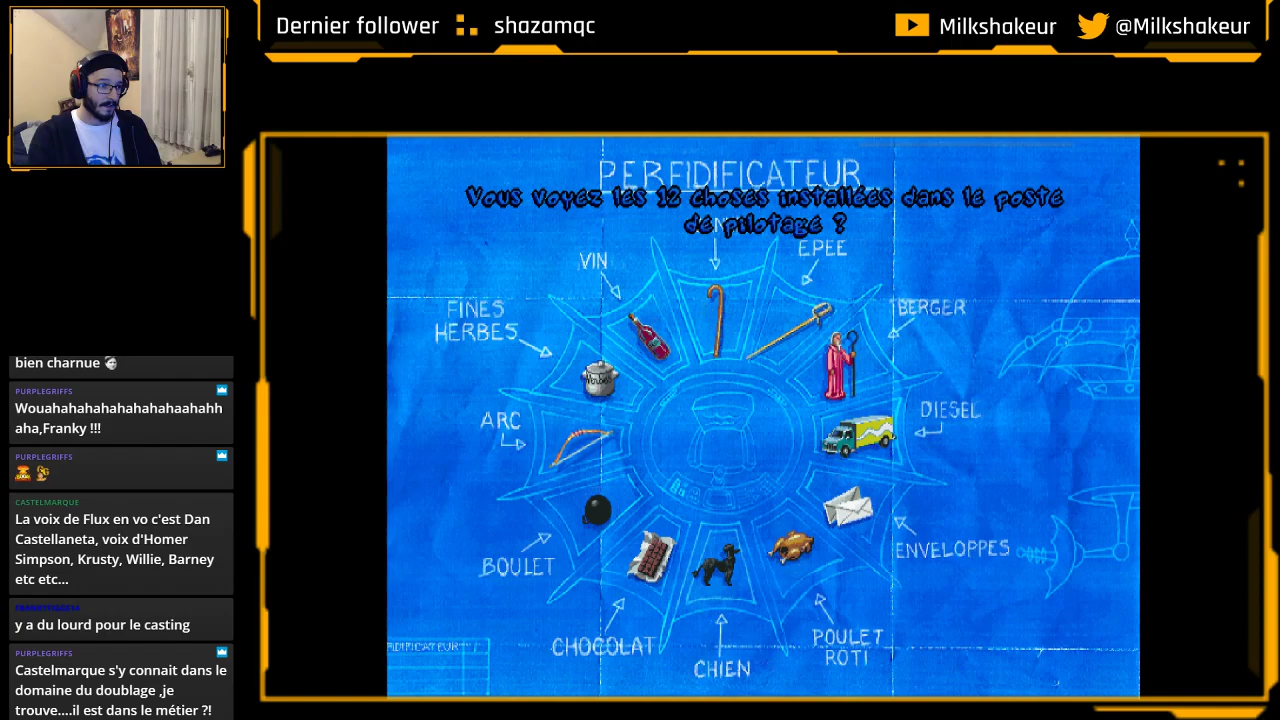 Dernier follower
shazamqc
Milkshakeur
@Milkshakeur
PERFIDIFICATEUR
Vous voyez les 12 choses installées dans le poste
de pilotage ?
EPEE
VIN
BERGER
FINES
HERBES
DIESEL
ARC
ENVELOPPES
BOULET
POULET
ROTI
CHOCOLAT
CHIEN
bien charnue
PURPLEGRIFFS
Wouahahahahahahahaahahh
aha,Franky !!!
PURPLEGRIFFS
CASTELMARQUE
La voix de Flux en vo c'est Dan
Castellaneta, voix d'Homer
Simpson, Krusty, Willie, Barney
etc etc...
y a du lourd pour le casting
PURPLEGRIFFS
Castelmarque s'y connait dans le
domaine du doublage ,je
trouve....il est dans le métier ?!